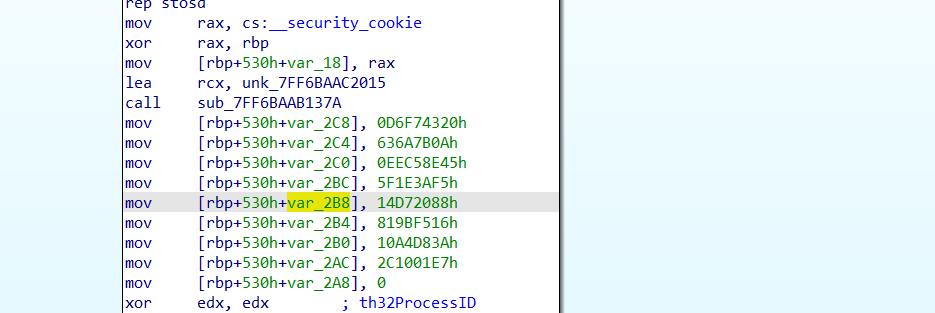 rep stosd
mov rax, cs:__security_cookie
xor rax, rbp
mov [rbp+530h+var_18], rax
lea rcx, unk_7FF6BAAC2015
call sub_7FF6BAAB137A
mov [rbp+530h+var_2C8], 0D6F74320h
mov [rbp+530h+var_2C4], 636A7B0Ah
mov [rbp+530h+var_2C0], 0EEC58E45h
mov [rbp+530h+var_2BC], 5F1E3AF5h
mov [rbp+530h+var_2B8], 14D72088h
mov [rbp+530h+var_2B4], 819BF516h
mov [rbp+530h+var_2B0], 10A4D83Ah
mov [rbp+530h+var_2AC], 2C1001E7h
mov [rbp+530h+var_2A8], 0
xor edx, edx ; th32ProcessID